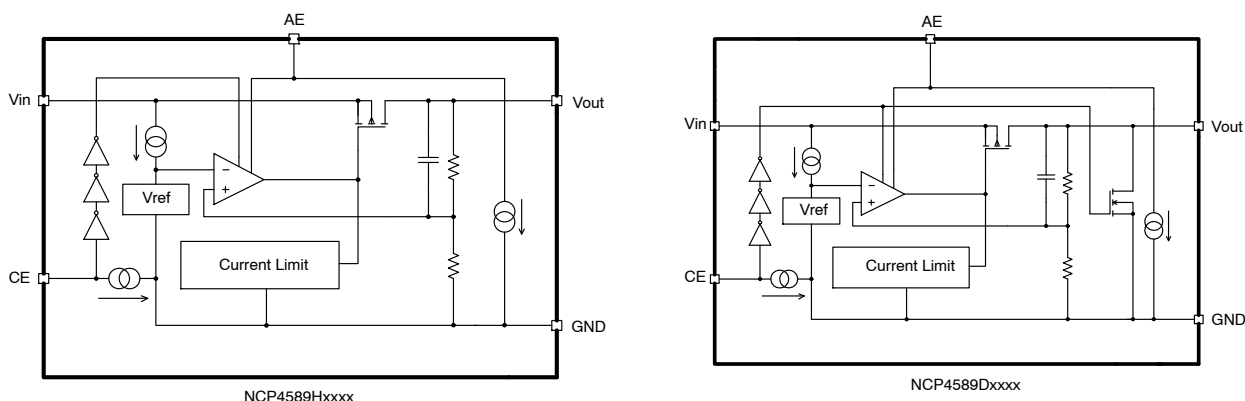 AE
Vin
Vout
−
+
Vref
Current Limit
CE
GND
NCP4589Hxxxx
AE
Vin
Vout
−
+
Vref
Current Limit
CE
GND
NCP4589Dxxxx